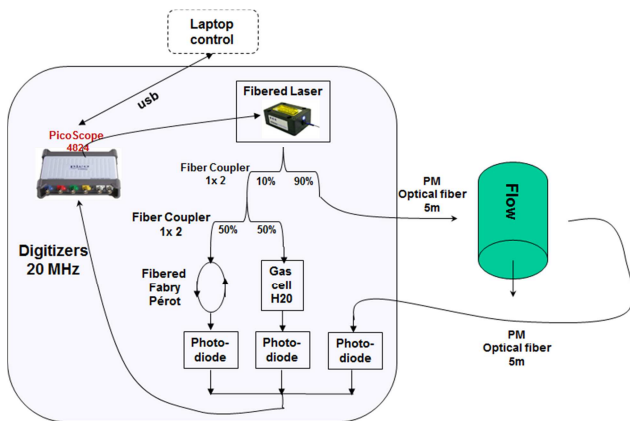 Laptop
control
usb
Fibered Laser
PicoScope
4824
Fiber Coupler
1x 2
10%
90%
PM
Optical fiber
5m
Flow
Fiber Coupler
1x 2
50%
50%
Digitizers
20 MHz
Fibered
Fabry
Pérot
Gas
cell
H20
Photo-
diode
Photo-
diode
Photo-
diode
PM
Optical fiber
5m